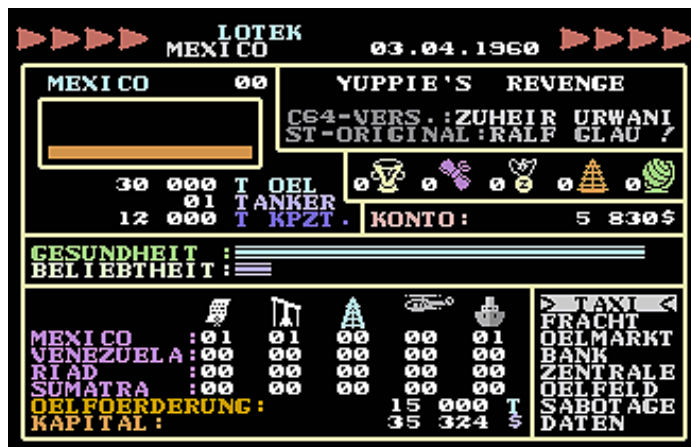 LOTEK
MEXICO 03.04.1960
MEXICO 00
YUPPIE'S REVENGE
C64-VERS.:ZUHEIR URWANI
ST-ORIGINAL:RALF GLAU !
30 000 T OEL
01 TANKER
12 000 T KPZT.
0 0 0 0 0
KONTO: 5 830$
GESUNDHEIT :
BELIEBTHEIT:
MEXICO :01 01 00 00 01
VENEZUELA:00 00 00 00 00
RIAD :00 00 00 00 00
SUMATRA :00 00 00 00 00
OELFOERDERUNG: 15 000 T
KAPITAL: 35 324 $
> TAXI <
FRACHT
OELMARKT
BANK
ZENTRALE
OELFELD
SABOTAGE
DATEN